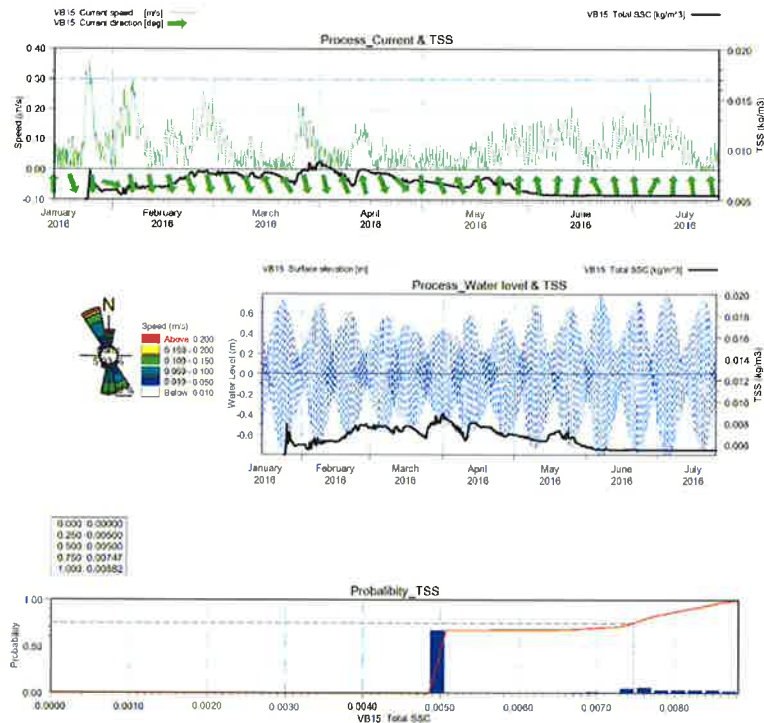 VB15 Current speed [m/s]
VB15 Current direction [deg]
VB15 Total SSC [kg/m^3]
Process_Current & TSS
0.40
0.30
0.20
0.10
0.00
-0.10
Speed (m/s)
0.020
0.015
0.010
0.005
TSS (kg/m3)
January 2016
February 2016
March 2016
April 2016
May 2016
June 2016
July 2016
VB15 Surface elevation [m]
VB15 Total SSC [kg/m^3]
Process_Water level & TSS
N
Speed (m/s)
Above 0.200
0.150 - 0.200
0.100 - 0.150
0.050 - 0.100
0.010 - 0.050
Below 0.010
0.6
0.4
0.2
0.0
-0.2
-0.4
-0.6
Water Level (m)
0.020
0.018
0.016
0.014
0.012
0.010
0.008
0.006
TSS (kg/m3)
January 2016
February 2016
March 2016
April 2016
May 2016
June 2016
July 2016
0.000 0.00000
0.250 0.00500
0.500 0.00500
0.750 0.00747
1.000 0.00882
Probalibity_TSS
1.00
0.50
0.00
Probability
0.0000 0.0010 0.0020 0.0030 0.0040 0.0050 0.0060 0.0070 0.0080
VB15 Total SSC